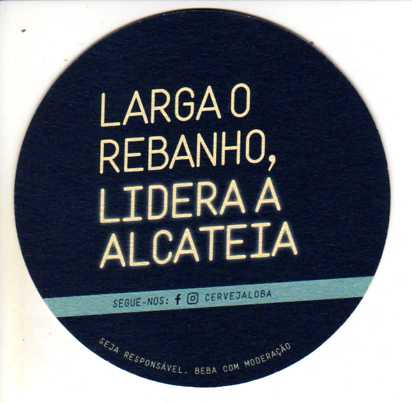 LARGA O
REBANHO,
LIDERA A
ALCATEIA
SEGUE-NOS: CERVEJALOBA
SEJA RESPONSÁVEL. BEBA COM MODERAÇÃO